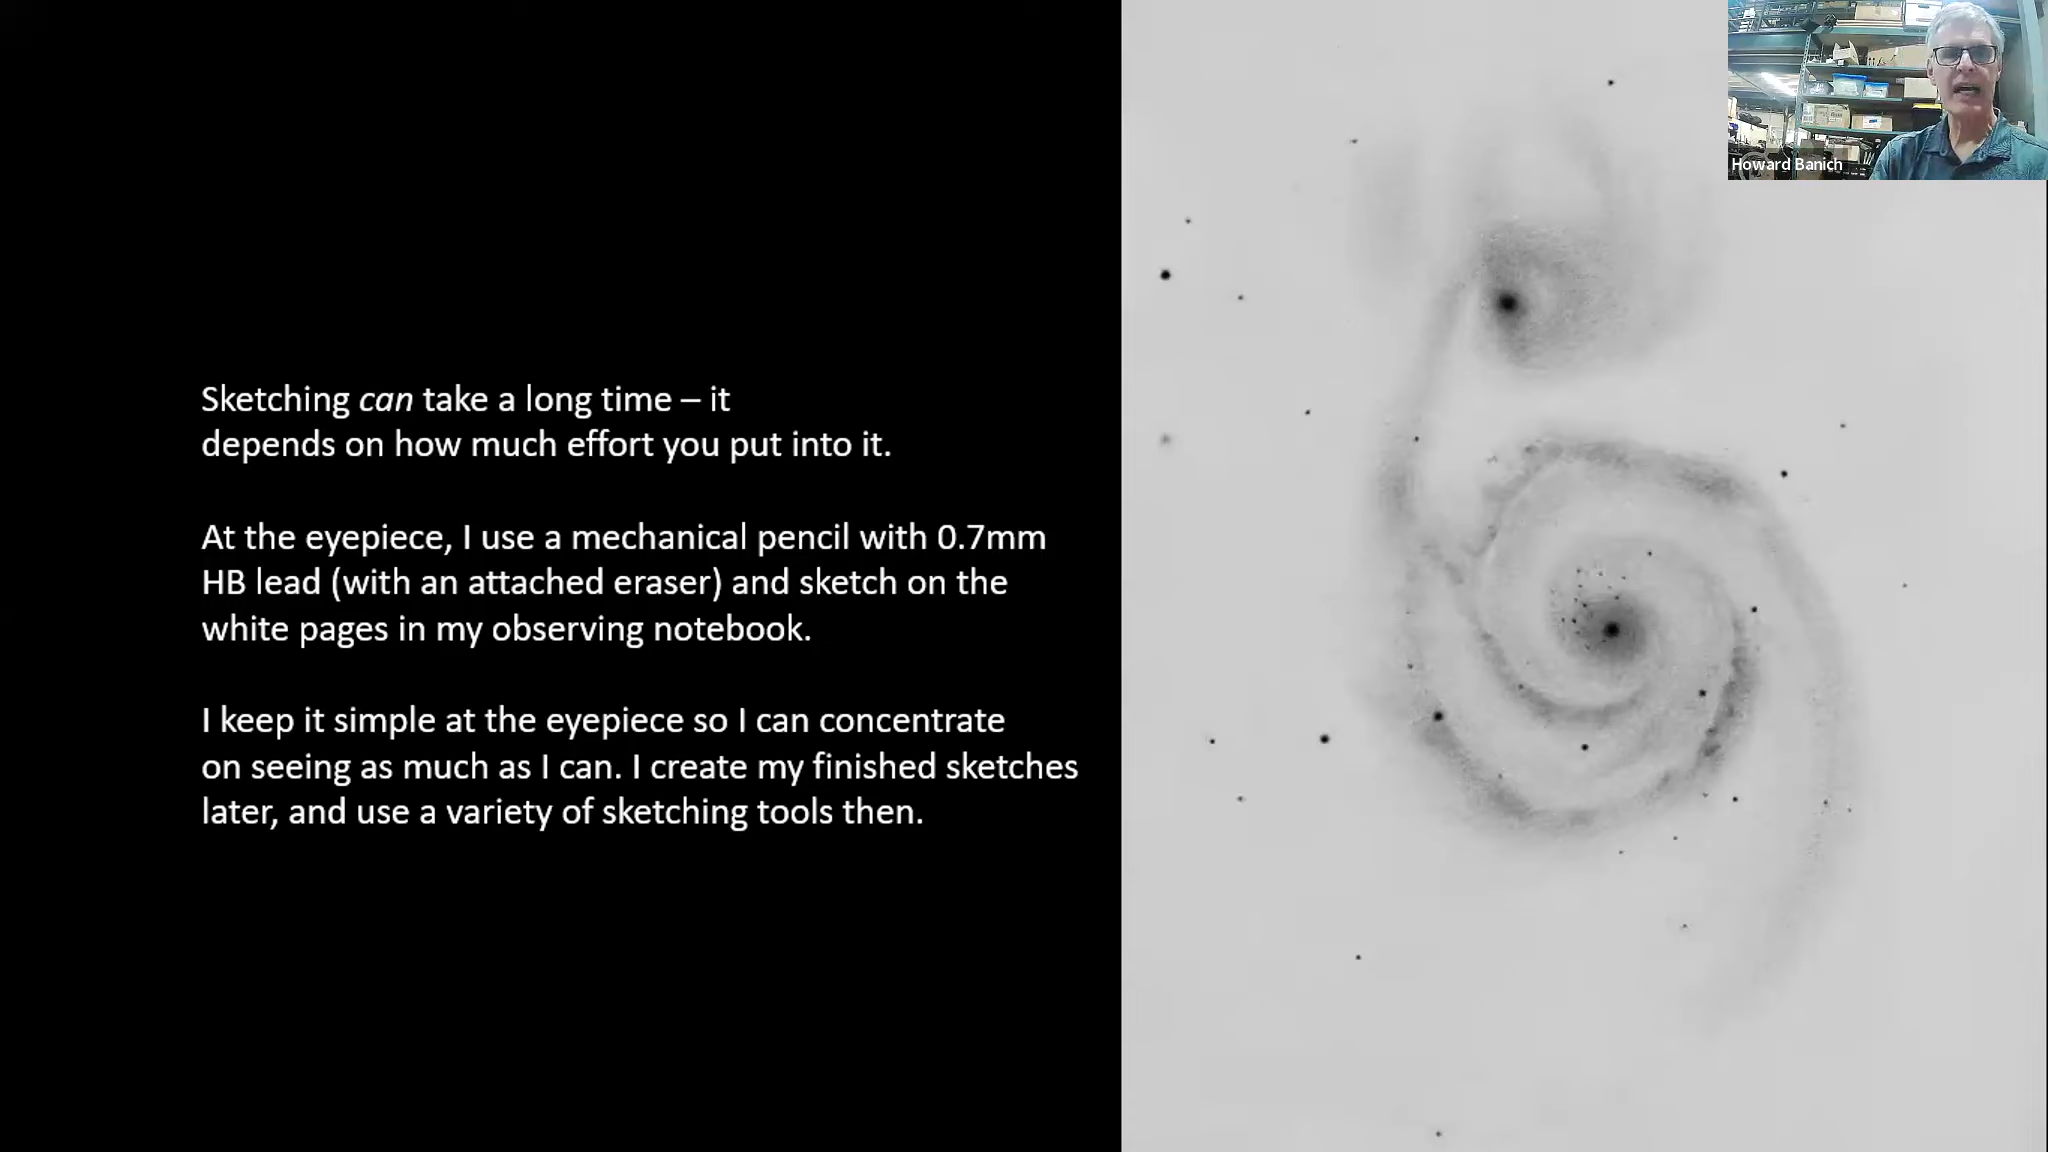 Sketching can take a long time – it
depends on how much effort you put into it.
At the eyepiece, I use a mechanical pencil with 0.7mm
HB lead (with an attached eraser) and sketch on the
white pages in my observing notebook.
I keep it simple at the eyepiece so I can concentrate
on seeing as much as I can. I create my finished sketches
later, and use a variety of sketching tools then.
Howard Banich